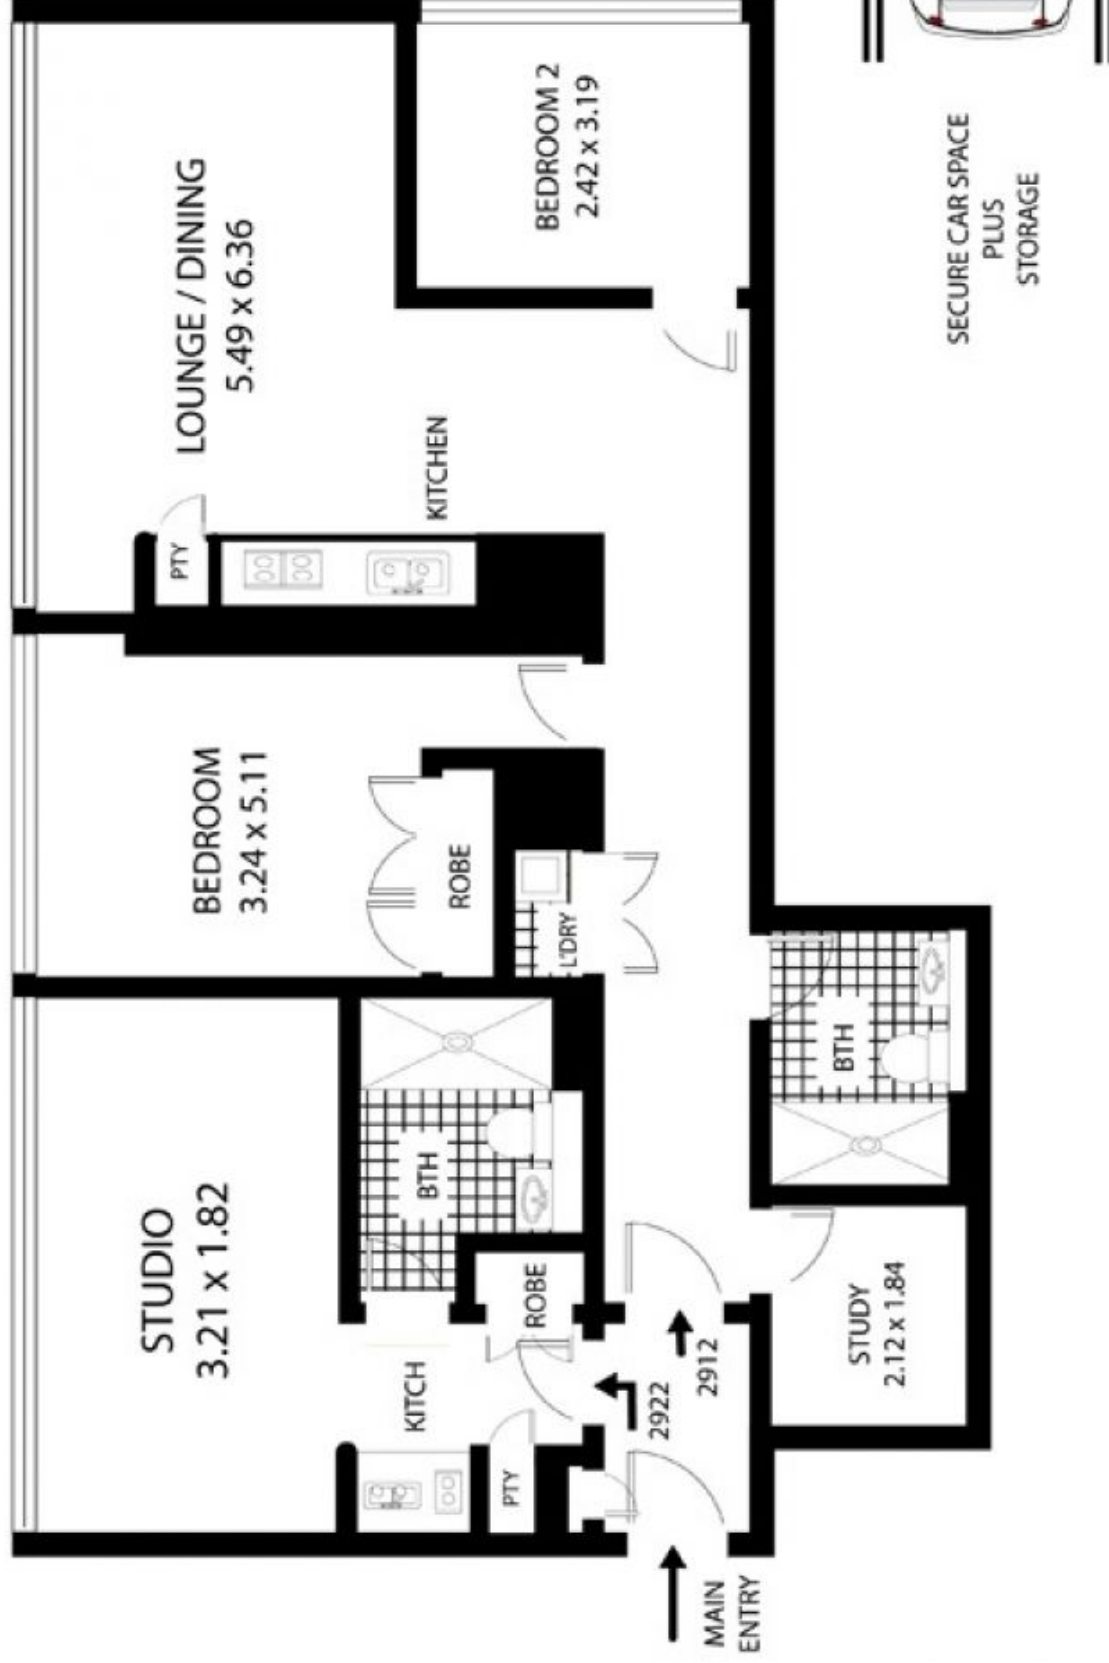 STUDIO
3.21 x 1.82
BEDROOM
3.24 x 5.11
LOUNGE / DINING
5.49 x 6.36
PTY
KITCHEN
BEDROOM 2
2.42 x 3.19
ROBE
L'DRY
BTH
KITCH
ROBE
PTY
2922
2912
MAIN
ENTRY
BTH
STUDY
2.12 x 1.84
SECURE CAR SPACE
PLUS
STORAGE